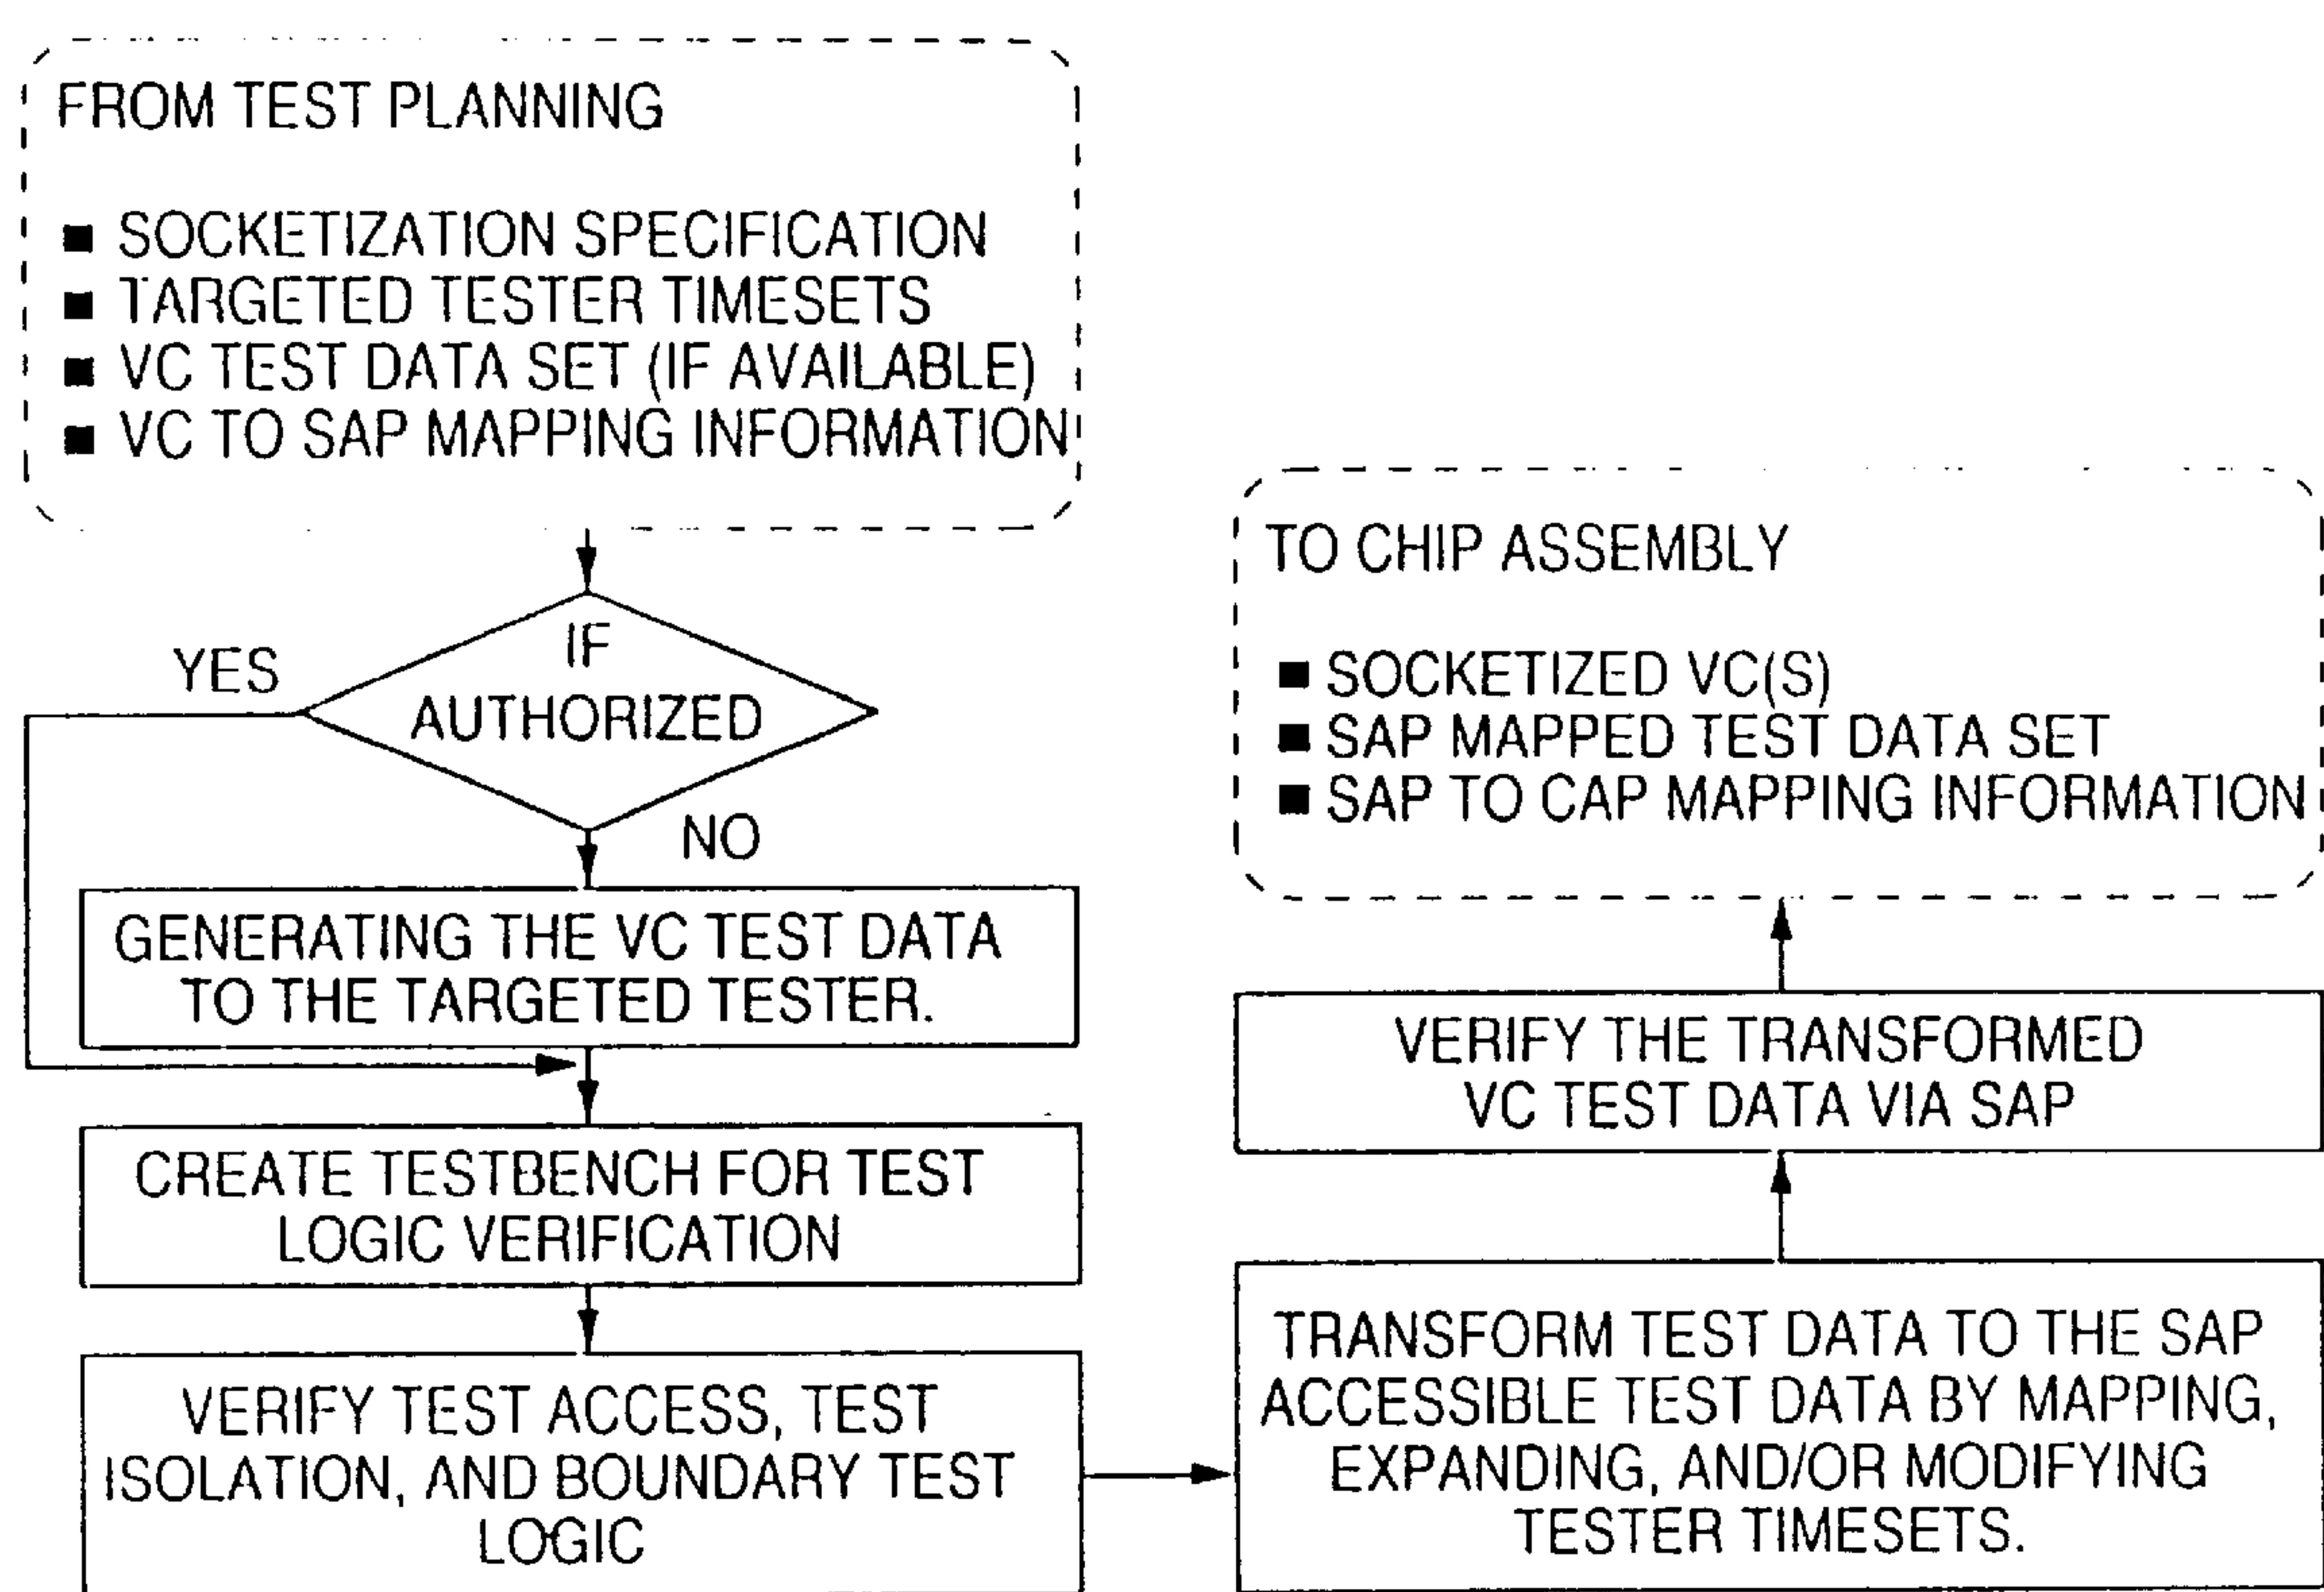 FROM TEST PLANNING
■ SOCKETIZATION SPECIFICATION
■ TARGETED TESTER TIMESETS
■ VC TEST DATA SET (IF AVAILABLE)
■ VC TO SAP MAPPING INFORMATION
IF
AUTHORIZED
YES
NO
GENERATING THE VC TEST DATA
TO THE TARGETED TESTER.
CREATE TESTBENCH FOR TEST
LOGIC VERIFICATION
VERIFY TEST ACCESS, TEST
ISOLATION, AND BOUNDARY TEST
LOGIC
TRANSFORM TEST DATA TO THE SAP
ACCESSIBLE TEST DATA BY MAPPING,
EXPANDING, AND/OR MODIFYING
TESTER TIMESETS.
VERIFY THE TRANSFORMED
VC TEST DATA VIA SAP
TO CHIP ASSEMBLY
■ SOCKETIZED VC(S)
■ SAP MAPPED TEST DATA SET
■ SAP TO CAP MAPPING INFORMATION